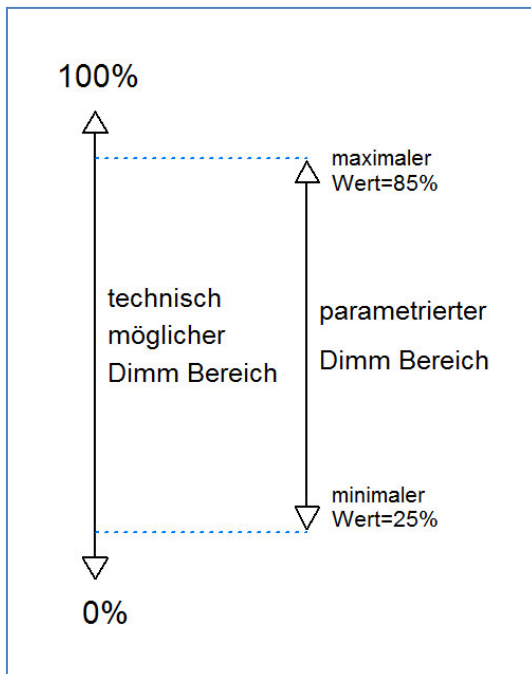 100%
maximaler
Wert=85%
technisch
möglicher
Dimm Bereich
parametrierter
Dimm Bereich
minimaler
Wert=25%
0%